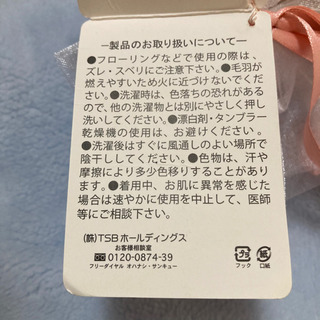 ー製品のお取り扱いについてー
●フローリングなどで使用の際は、
ズレ・スベリにご注意下さい。●毛羽が
燃えやすいため火に近づけないでくだ
さい。●洗濯時は、色落ちの恐れがある
ので、他の洗濯物とは別にやさしく押し
洗いしてください。●漂白剤・タンブラー
乾燥機の使用は、お避けください。
●洗濯後はすぐに風通しのよい場所で
陰干ししてください。●色物は、汗や
摩擦により多少色移りすることがあり
ます。●着用中、お肌に異常を感じた
場合は速やかに使用を中止して、医師
等にご相談下さい。
(株)TSBホールディングス
お客様相談室
0120-0874-39
フリーダイヤル オハナシ・サンキュー
プラ
フック
紙
口紙